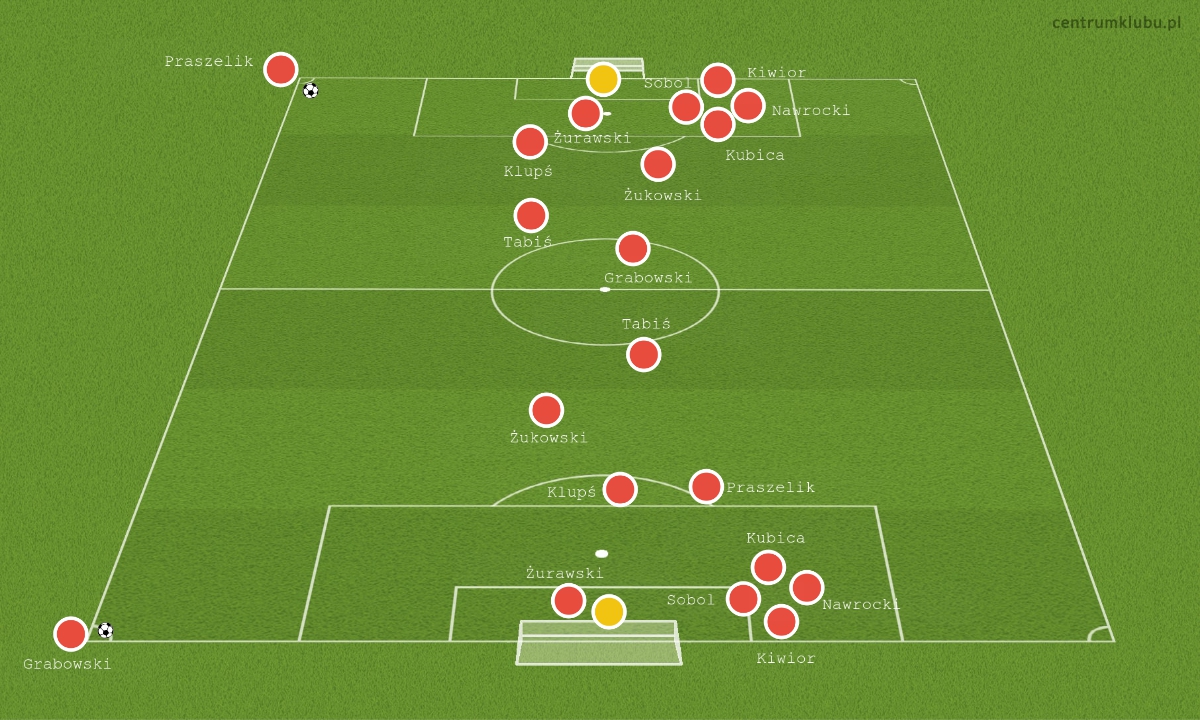 centrumklubu.pl
Praszelik
Sobol
Kiwior
Nawrocki
Żurawski
Kubica
Klupś
Żukowski
Tabiś
Grabowski
Tabiś
Żukowski
Klupś
Praszelik
Kubica
Żurawski
Sobol
Nawrocki
Grabowski
Kiwior